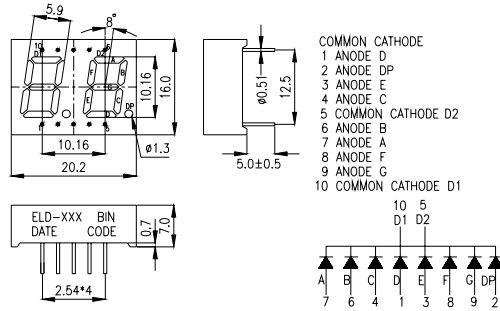 5.9
8°
10
6
D1
D2
A
F
B
G
E
C
D
DP
1
5
10.16
16.0
10.16
ø1.3
20.2
ø0.51
12.5
5.0±0.5
COMMON CATHODE
1 ANODE D
2 ANODE DP
3 ANODE E
4 ANODE C
5 COMMON CATHODE D2
6 ANODE B
7 ANODE A
8 ANODE F
9 ANODE G
10 COMMON CATHODE D1
ELD-XXX BIN
DATE CODE
0.7
7.0
2.54*4
10 5
D1 D2
A B C D E F G DP
7 6 4 1 3 8 9 2